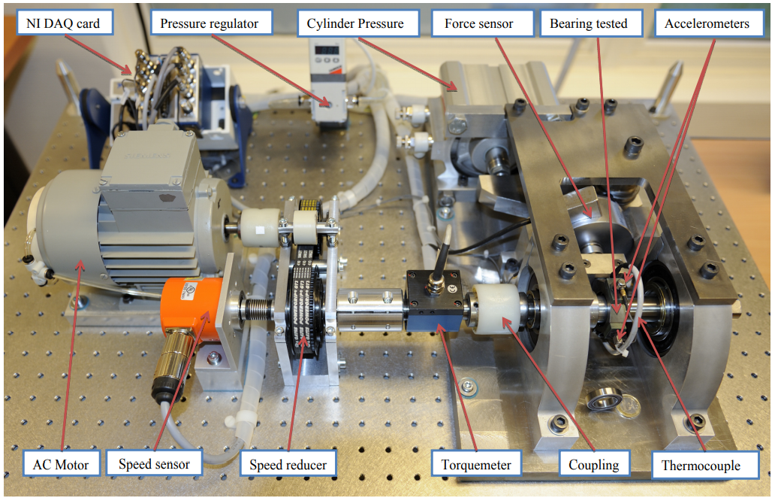 NI DAQ card
Pressure regulator
Cylinder Pressure
Force sensor
Bearing tested
Accelerometers
AC Motor
Speed sensor
Speed reducer
Torquemeter
Coupling
Thermocouple